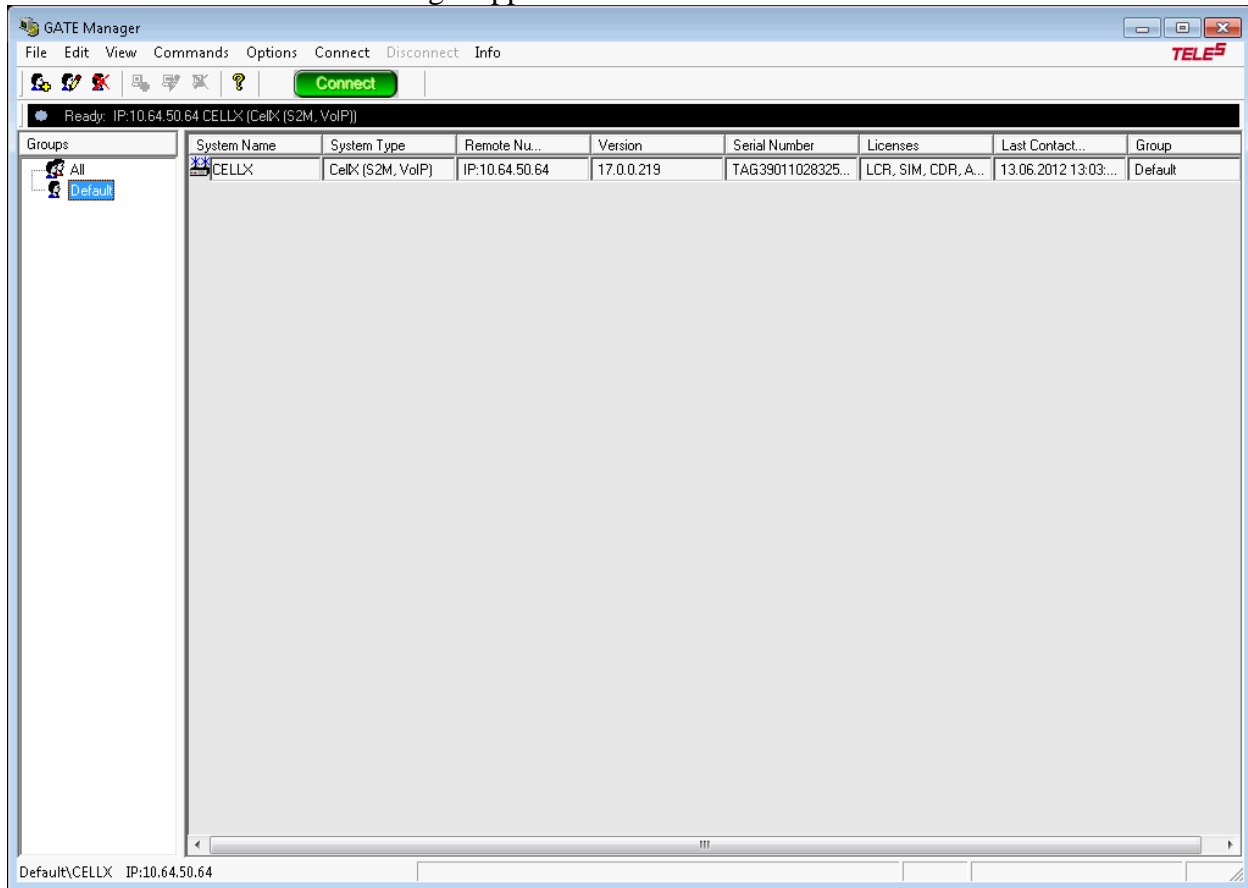 GATE Manager
File Edit View Commands Options Connect Disconnect Info
TELES
Connect
Ready: IP:10.64.50.64 CELLX (CellX (S2M, VoIP))
Groups
All
Default
System Name System Type Remote Nu... Version Serial Number Licenses Last Contact... Group
CELLX CellX (S2M, VoIP) IP:10.64.50.64 17.0.0.219 TAG39011028325... LCR, SIM, CDR, A... 13.06.2012 13:03:... Default
Default\CELLX IP:10.64.50.64